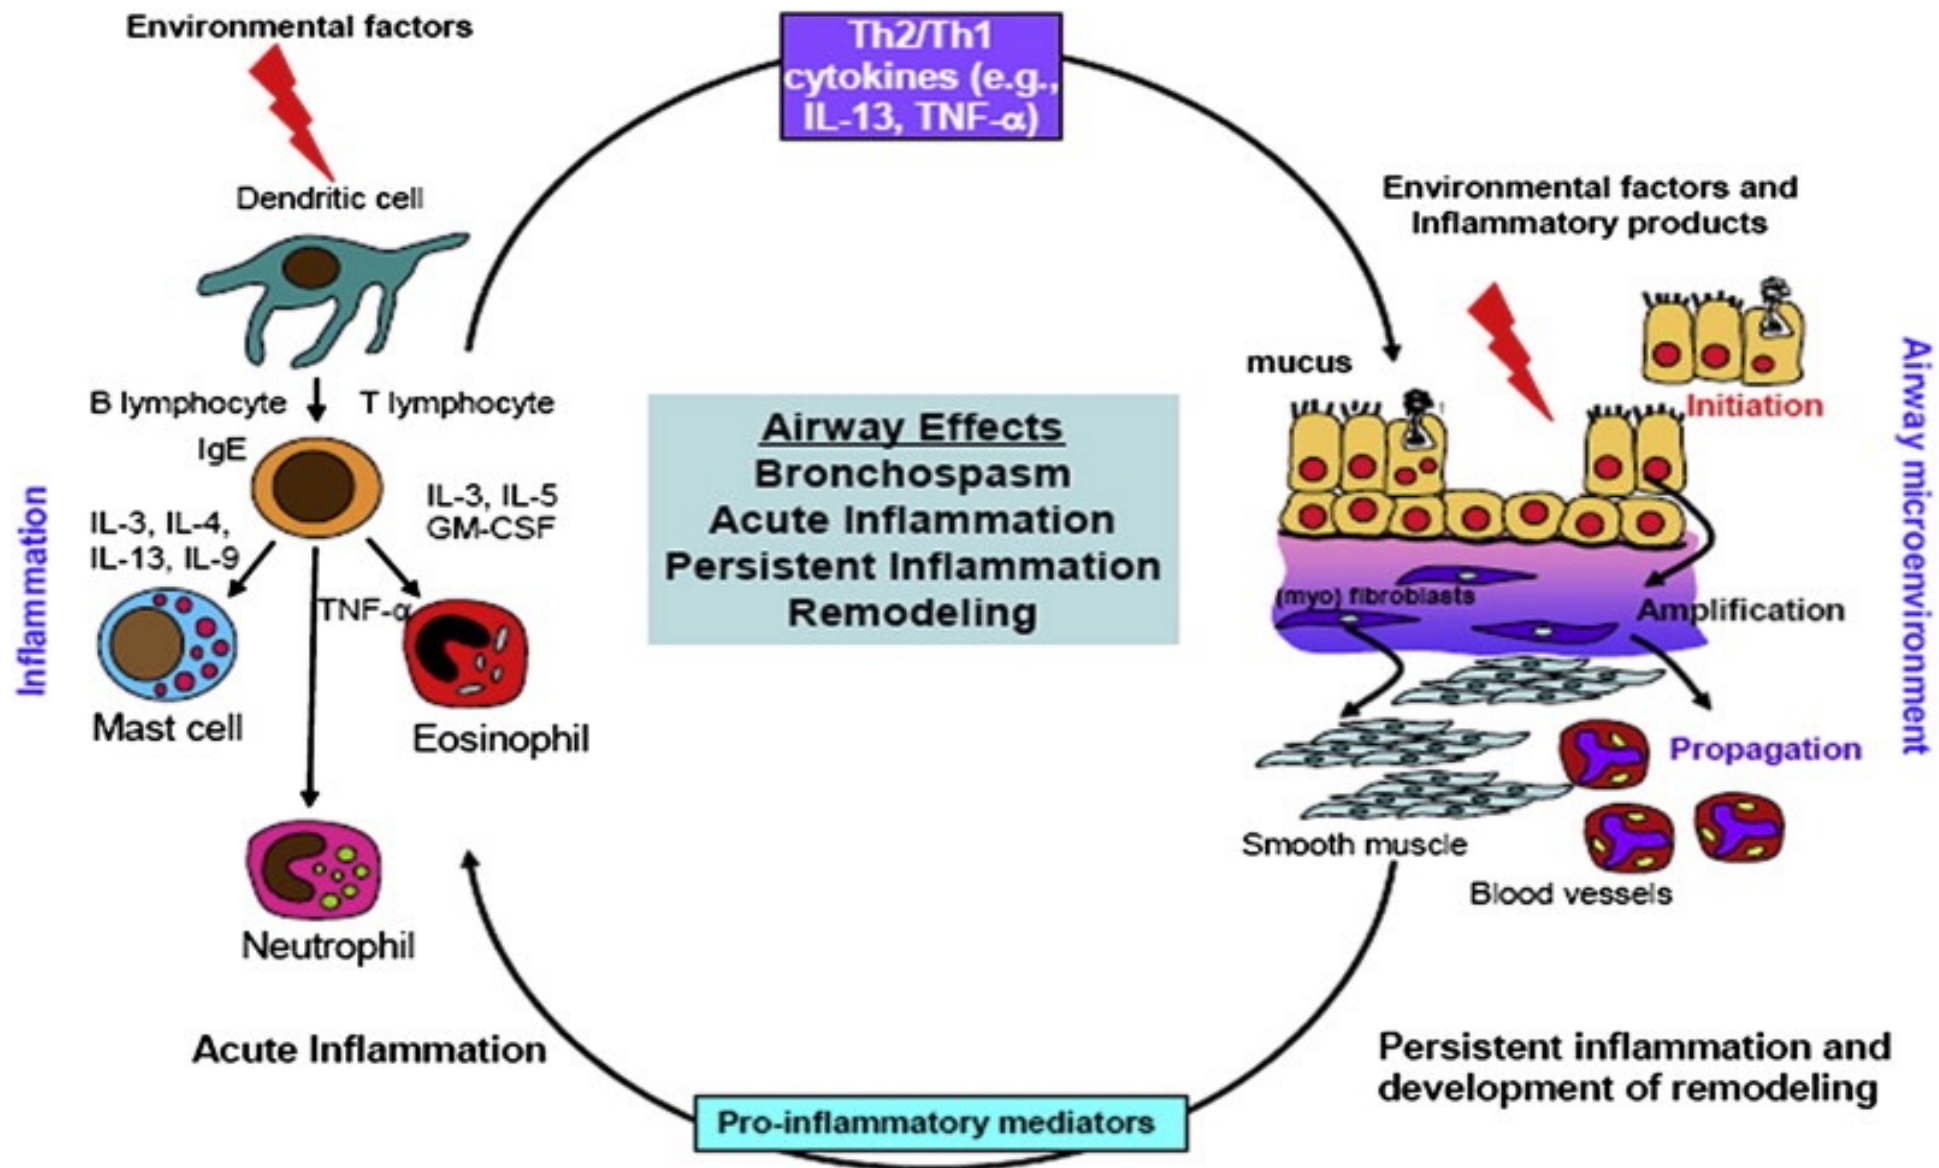 Environmental factors
Dendritic cell
B lymphocyte
T lymphocyte
IgE
IL-3, IL-4,
IL-13, IL-9
IL-3, IL-5
GM-CSF
TNF-α
Mast cell
Eosinophil
Neutrophil
Inflammation
Acute Inflammation
Th2/Th1
cytokines (e.g.,
IL-13, TNF-α)
Airway Effects
Bronchospasm
Acute Inflammation
Persistent Inflammation
Remodeling
Pro-inflammatory mediators
Environmental factors and
Inflammatory products
mucus
Initiation
(myo) fibroblasts
Amplification
Propagation
Smooth muscle
Blood vessels
Airway microenvironment
Persistent inflammation and
development of remodeling